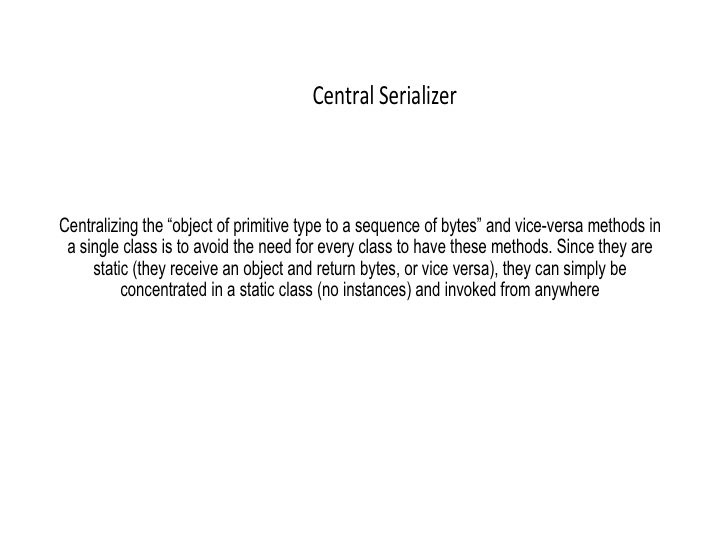 Central Serializer
Centralizing the “object of primitive type to a sequence of bytes” and vice-versa methods in
a single class is to avoid the need for every class to have these methods. Since they are
static (they receive an object and return bytes, or vice versa), they can simply be
concentrated in a static class (no instances) and invoked from anywhere